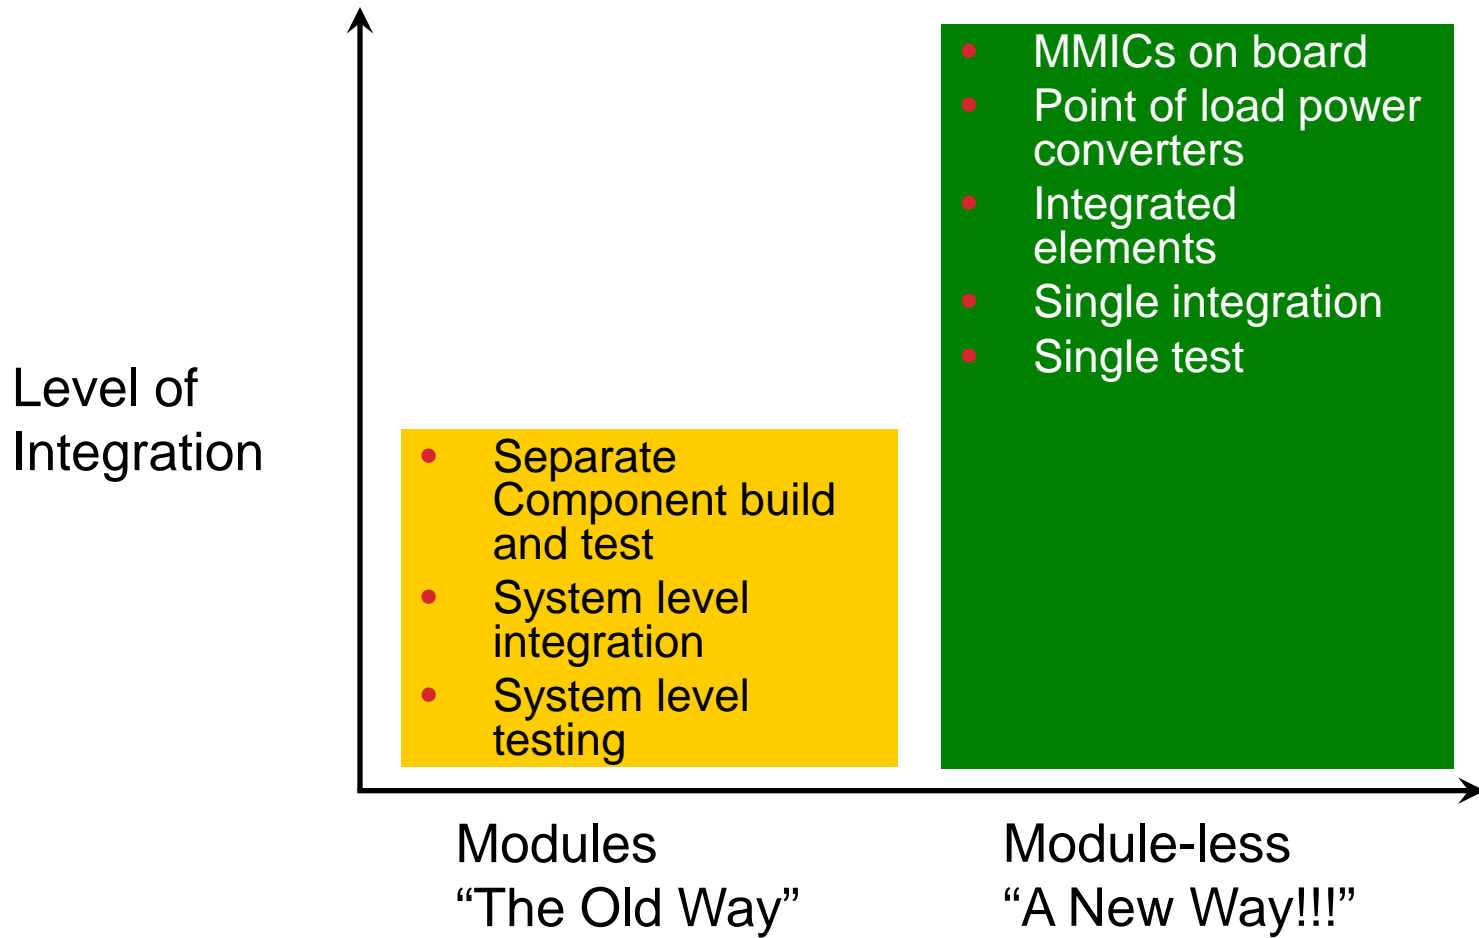 Level of
Integration
• Separate
Component build
and test
• System level
integration
• System level
testing
• MMICs on board
• Point of load power
converters
• Integrated
elements
• Single integration
• Single test
Modules
“The Old Way”
Module-less
“A New Way!!!”